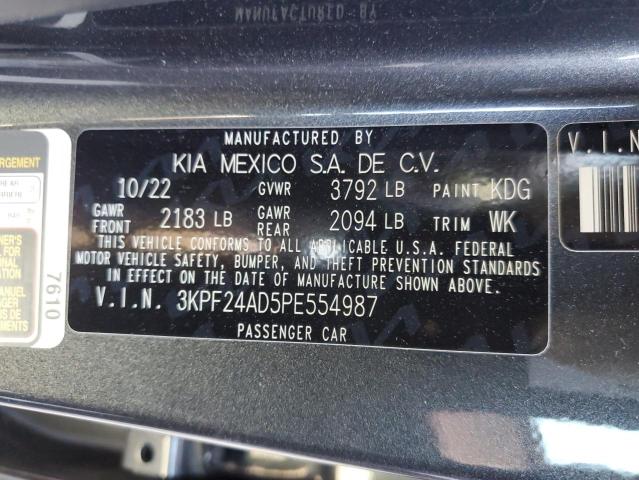 MANUFACTURED BY
MANUFACTURED BY
KIA MEXICO S.A. DE C.V.
10/22 GVWR 3792 LB PAINT KDG
GAWR FRONT 2183 LB GAWR REAR 2094 LB TRIM WK
THIS VEHICLE CONFORMS TO ALL APPLICABLE U.S.A. FEDERAL
MOTOR VEHICLE SAFETY, BUMPER, AND THEFT PREVENTION STANDARDS
IN EFFECT ON THE DATE OF MANUFACTURE SHOWN ABOVE.
V.I.N. 3KPF24AD5PE554987
PASSENGER CAR
7610
V.I.N